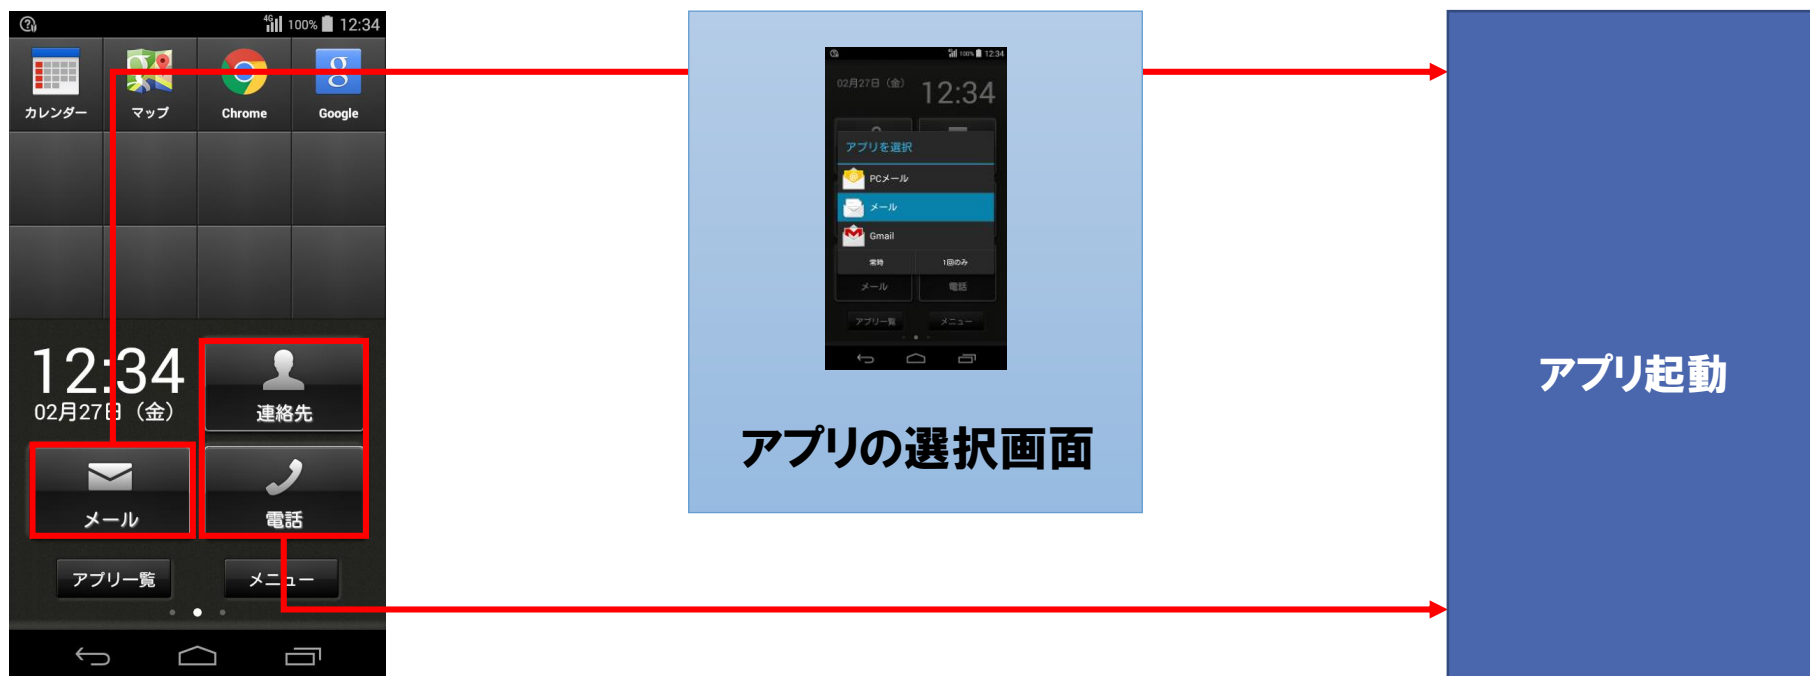 4G 100% 12:34
カレンダー マップ Chrome Google
12:34
02月27日（金）
連絡先
メール 電話
アプリ一覧 メニュー
100% 12:34
02月27日（金） 12:34
アプリを選択
PCメール
メール
Gmail
常時 1回のみ
メール 電話
アプリ一覧 メニュー
アプリの選択画面
アプリ起動